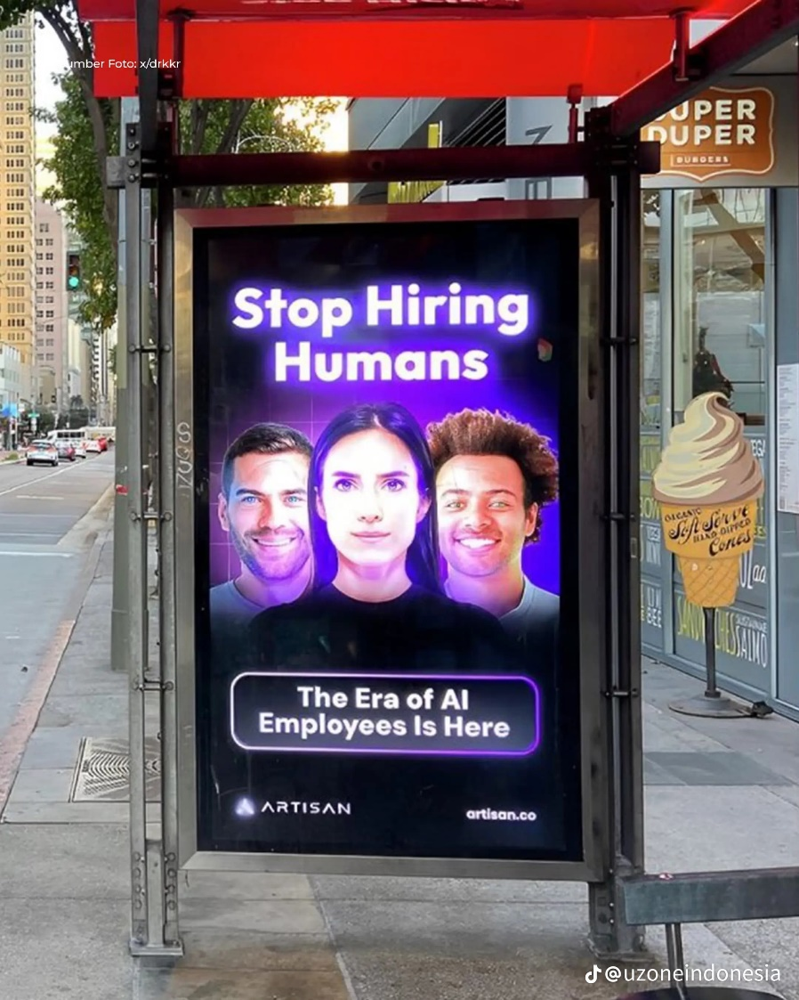 umber Foto: x/drkkr
SUPER
DUPER
BURGERS
Stop Hiring
Humans
ORGANIC
Soft Serve
HAND DIPPED
Cones
The Era of AI
Employees Is Here
ARTISAN
artisan.co
@uzoneindonesia